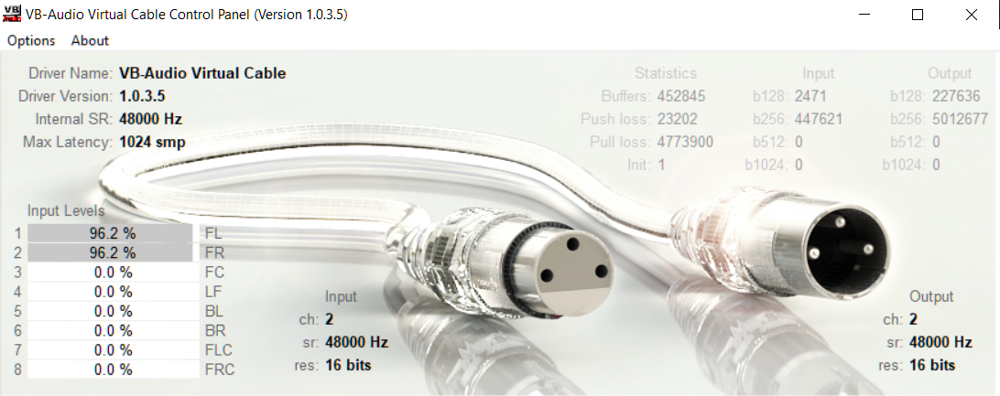 VB-Audio Virtual Cable Control Panel (Version 1.0.3.5)
Options About
Driver Name: VB-Audio Virtual Cable
Driver Version: 1.0.3.5
Internal SR: 48000 Hz
Max Latency: 1024 smp
Statistics Input Output
Buffers: 452845 b128: 2471 b128: 227636
Push loss: 23202 b256: 447621 b256: 5012677
Pull loss: 4773900 b512: 0 b512: 0
Init: 1 b1024: 0 b1024: 0
Input Levels
1 96.2 % FL
2 96.2 % FR
3 0.0 % FC
4 0.0 % LF
5 0.0 % BL
6 0.0 % BR
7 0.0 % FLC
8 0.0 % FRC
Input
ch: 2
sr: 48000 Hz
res: 16 bits
Output
ch: 2
sr: 48000 Hz
res: 16 bits